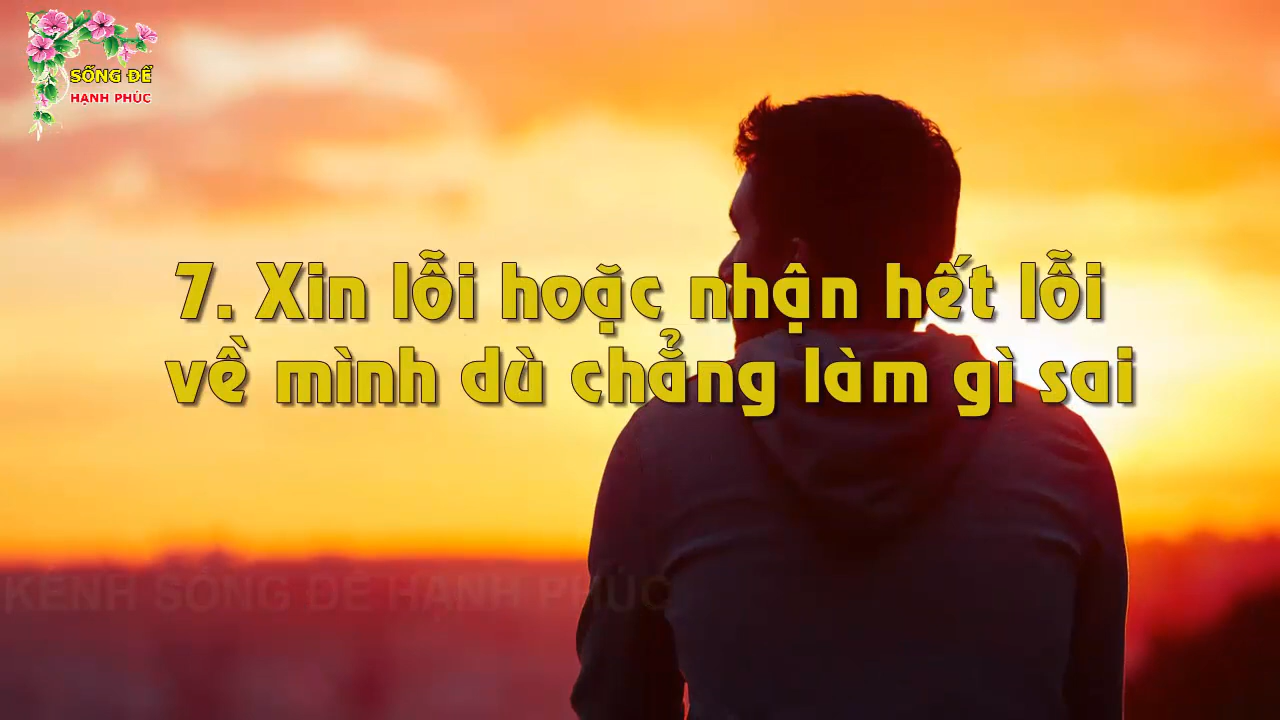 SỐNG ĐỂ
HẠNH PHÚC
7. Xin lỗi hoặc nhận hết lỗi
về mình dù chẳng làm gì sai
KÊNH SỐNG ĐỂ HẠNH PHÚC